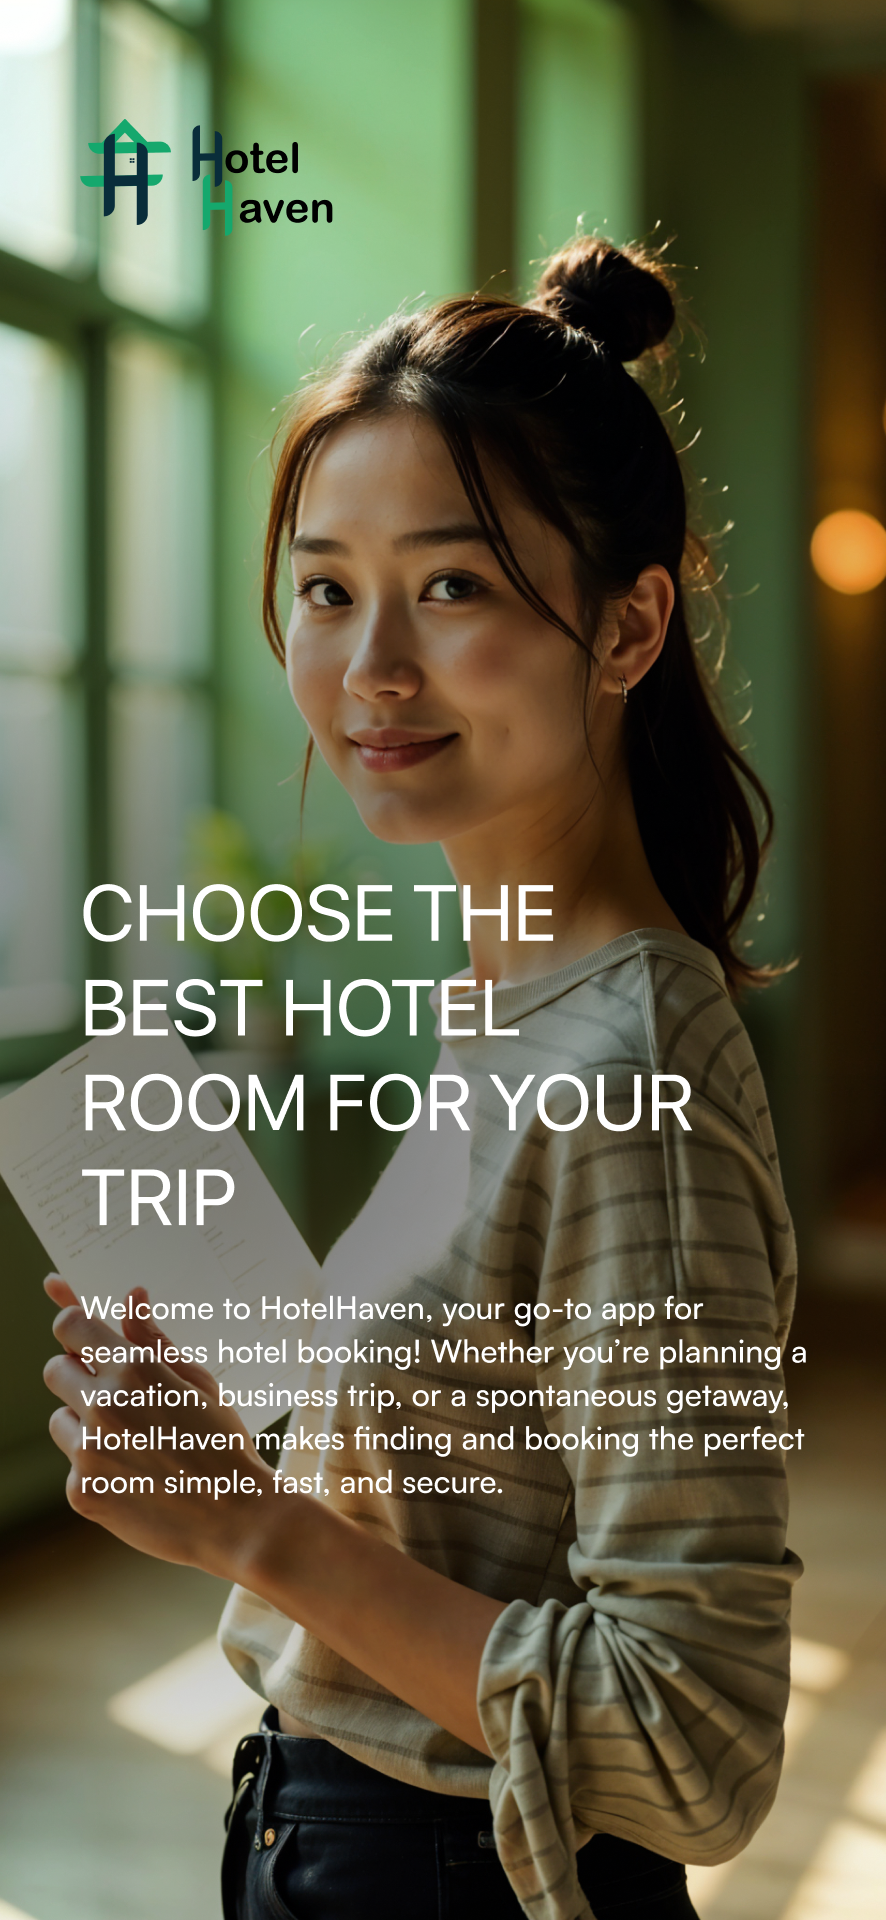 Hotel
Haven
CHOOSE THE
BEST HOTEL
ROOM FOR YOUR
TRIP
Welcome to HotelHaven, your go-to app for
seamless hotel booking! Whether you’re planning a
vacation, business trip, or a spontaneous getaway,
HotelHaven makes finding and booking the perfect
room simple, fast, and secure.